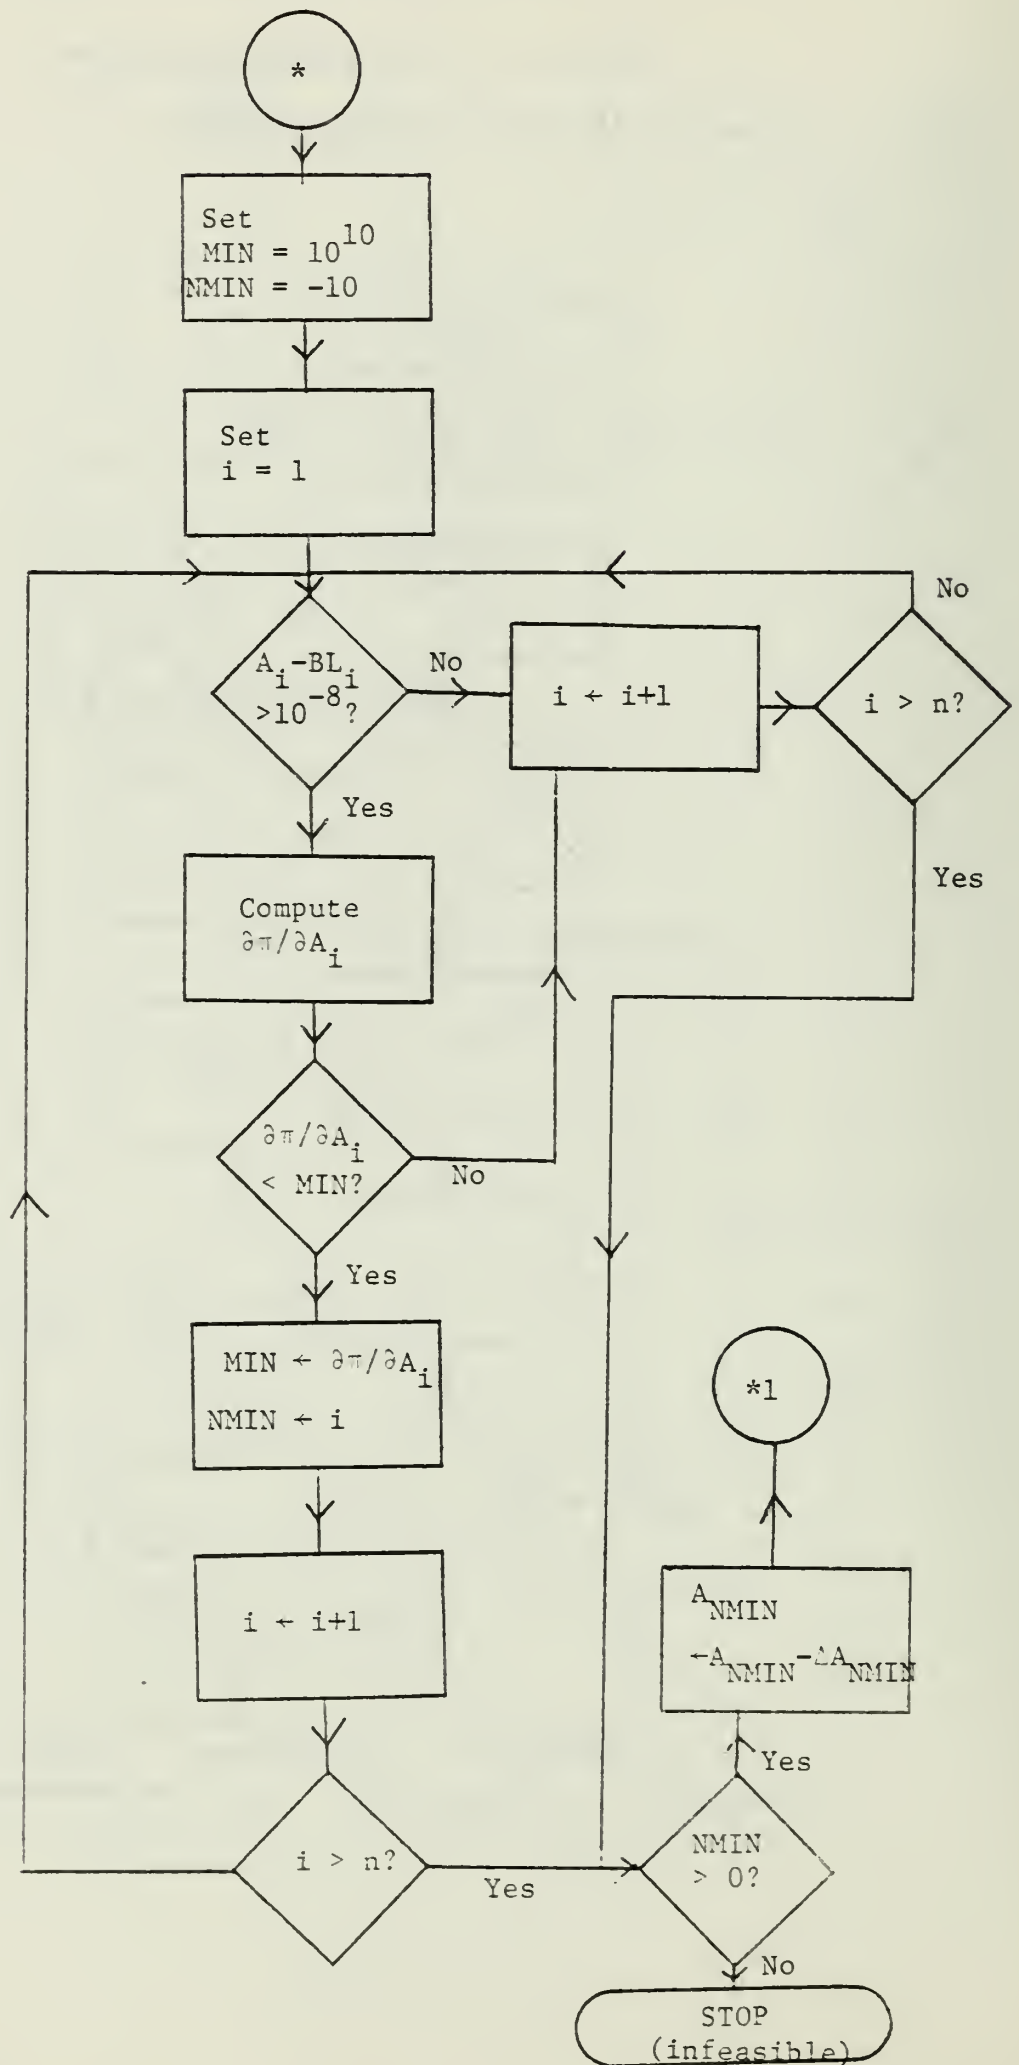 *
Set
MIN = 10^10
NMIN = -10
Set
i = 1
A_i-BL_i
>10^-8?
No
i ← i+1
i > n?
No
Yes
Yes
Compute
∂π/∂A_i
∂π/∂A_i
< MIN?
No
Yes
MIN ← ∂π/∂A_i
NMIN ← i
i ← i+1
i > n?
Yes
*1
A_NMIN
←A_NMIN-ΔA_NMIN
Yes
NMIN
> 0?
No
STOP
(infeasible)